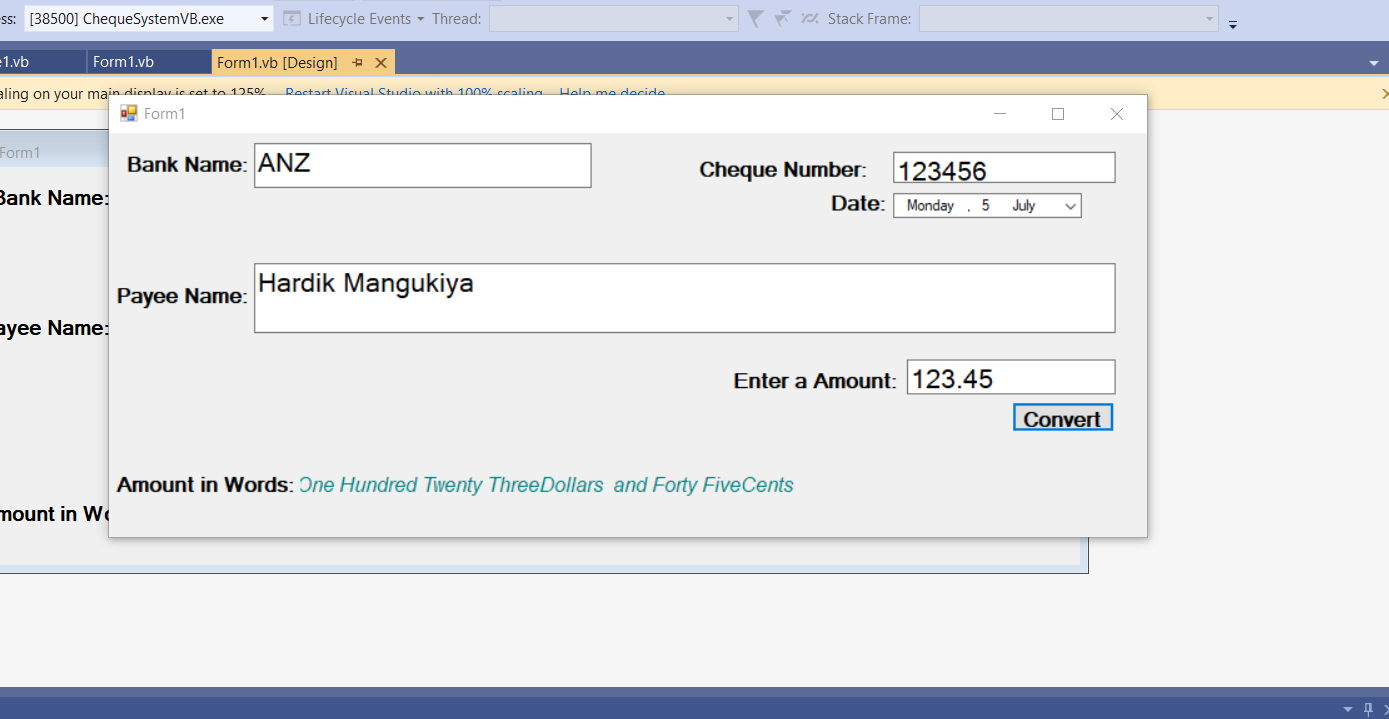 ss: [38500] ChequeSystemVB.exe Lifecycle Events Thread: Stack Frame:
e1.vb Form1.vb Form1.vb [Design]
aling on your main display is set to 125% Restart Visual Studio with 100% scaling Help me decide
Form1
Form1
Bank Name: ANZ Cheque Number: 123456
Bank Name: Date: Monday , 5 July
Payee Name: Hardik Mangukiya
ayee Name:
Enter a Amount: 123.45
Convert
Amount in Words: One Hundred Twenty ThreeDollars and Forty FiveCents
mount in Wo